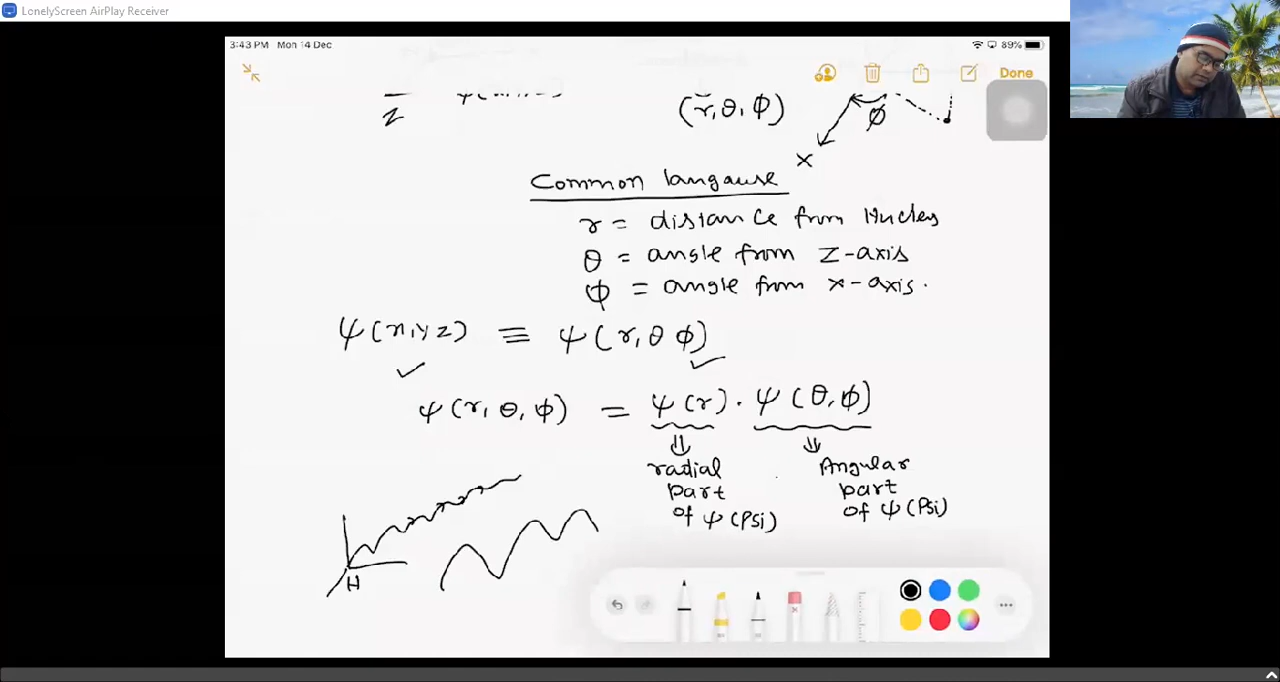 LonelyScreen AirPlay Receiver
3:43 PM Mon 14 Dec
89%
Done
Z
(r, θ, ϕ)
ϕ
X
Common langause
r = distance from Nucleus
θ = angle from Z-axis
ϕ = angle from x-axis.
ψ(x,y,z) ≡ ψ(r, θ ϕ)
ψ(r, θ, ϕ) = ψ(r) · ψ(θ, ϕ)
⇓ ⇓
radial Angular
part part
of ψ(Psi) of ψ(Psi)
H